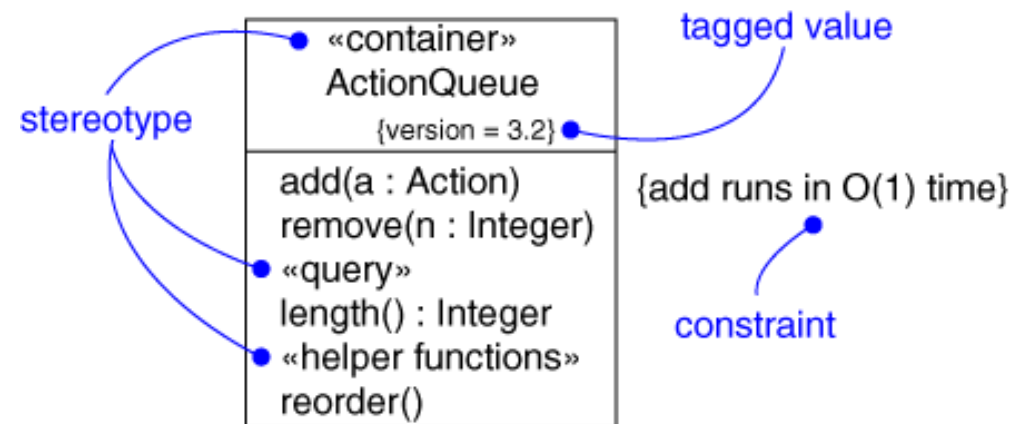 tagged value
«container»
ActionQueue
stereotype
{version = 3.2}
add(a : Action)
{add runs in O(1) time}
remove(n : Integer)
«query»
length() : Integer
constraint
«helper functions»
reorder()